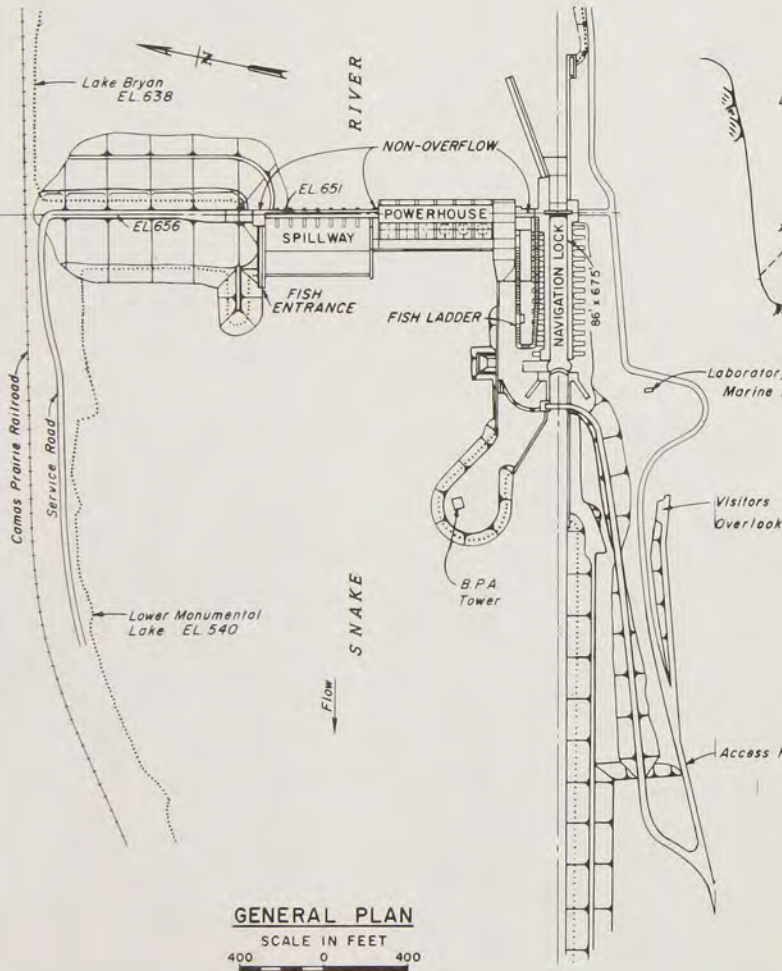 N
Lake Bryan
EL. 638
RIVER
NON-OVERFLOW
EL. 651
EL. 656
POWERHOUSE
SPILLWAY
FISH
ENTRANCE
FISH LADDER
NAVIGATION LOCK
86' x 675'
Laborator
Marine
Camas Prairie Railroad
Service Road
Visitors
Overlook
B.P.A.
Tower
Lower Monumental
Lake EL. 540
SNAKE
Flow
Access
GENERAL PLAN
SCALE IN FEET
400 0 400